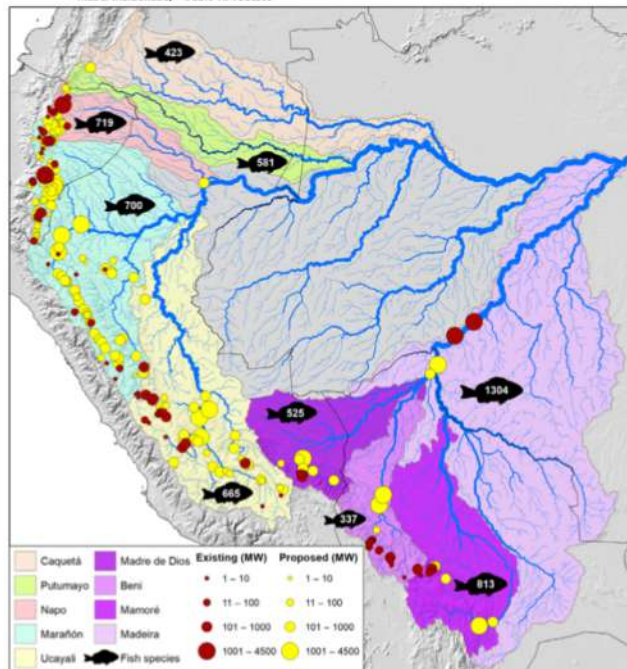 423
719
581
700
1304
525
665
337
813
Caquetá
Putumayo
Napo
Marañón
Ucayali
Madre de Dios
Beni
Mamoré
Madeira
Fish species
Existing (MW)
1 – 10
11 – 100
101 – 1000
1001 – 4500
Proposed (MW)
1 – 10
11 – 100
101 – 1000
1001 – 4500